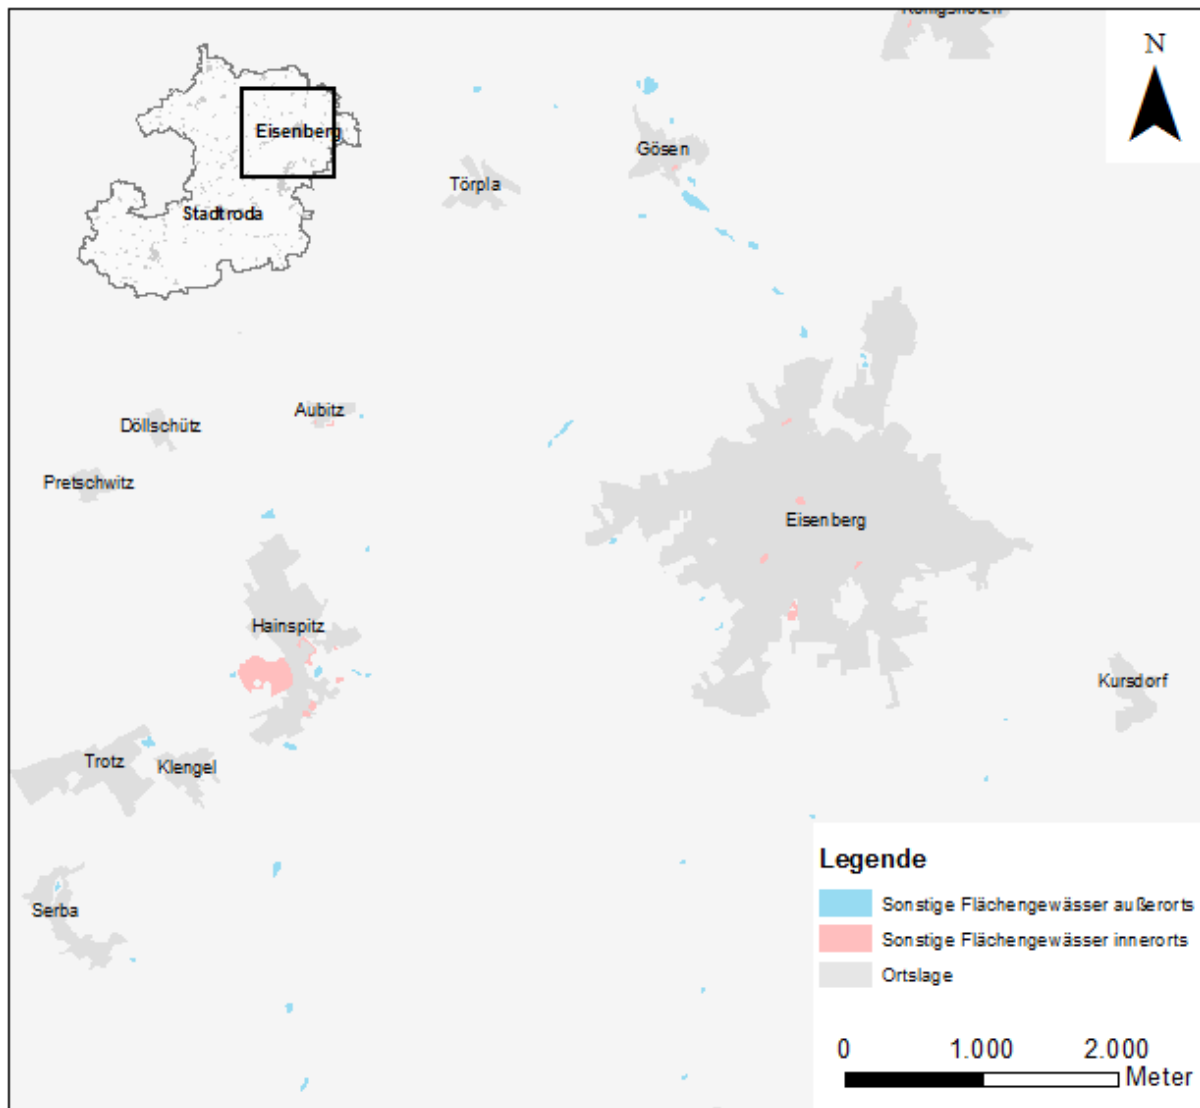 N
Eisenberg
Stadtroda
Gösen
Törpla
Aubitz
Döllschütz
Pretschwitz
Eisenberg
Hainspitz
Kursdorf
Trotz
Klengel
Serba
Legende
Sonstige Flächengewässer außerorts
Sonstige Flächengewässer innerorts
Ortslage
0 1.000 2.000
Meter